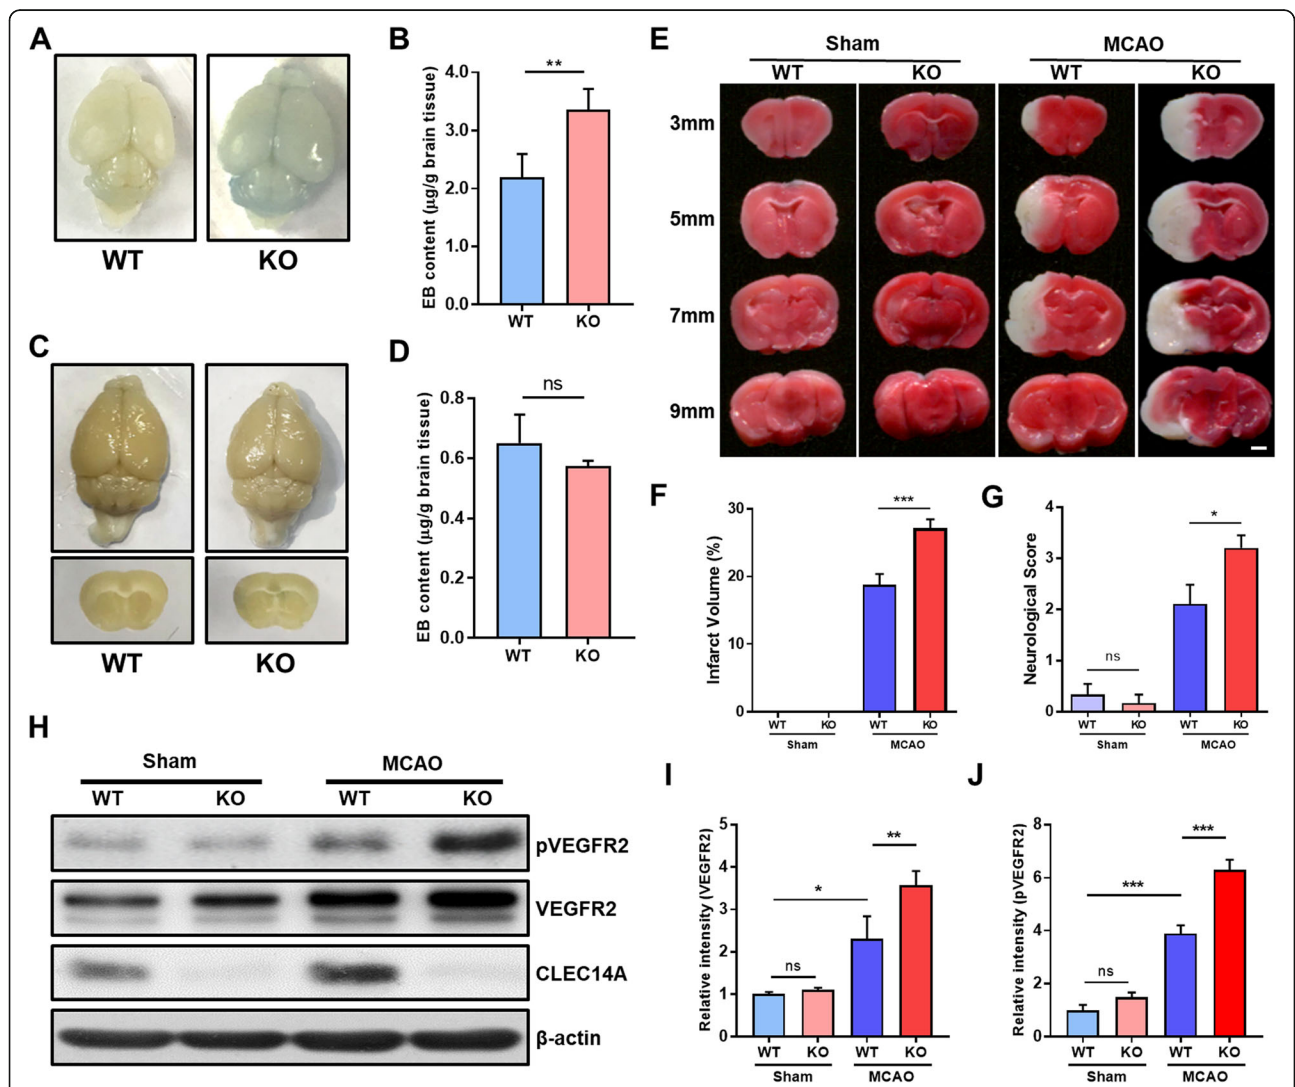 A
WT
KO
B
EB content (µg/g brain tissue)
4.0
3.0
2.0
1.0
0.0
**
WT
KO
C
WT
KO
D
EB content (µg/g brain tissue)
0.8
0.6
0.4
0.2
0.0
ns
WT
KO
E
Sham
MCAO
WT
KO
WT
KO
3mm
5mm
7mm
9mm
F
Infarct Volume (%)
30
20
10
0
***
WT
KO
WT
KO
Sham
MCAO
G
Neurological Score
4
3
2
1
0
ns
*
WT
KO
WT
KO
Sham
MCAO
H
Sham
MCAO
WT
KO
WT
KO
pVEGFR2
VEGFR2
CLEC14A
β-actin
I
Relative intensity (VEGFR2)
5
4
3
2
1
0
ns
*
**
WT
KO
WT
KO
Sham
MCAO
J
Relative intensity (pVEGFR2)
8
6
4
2
0
ns
***
***
WT
KO
WT
KO
Sham
MCAO